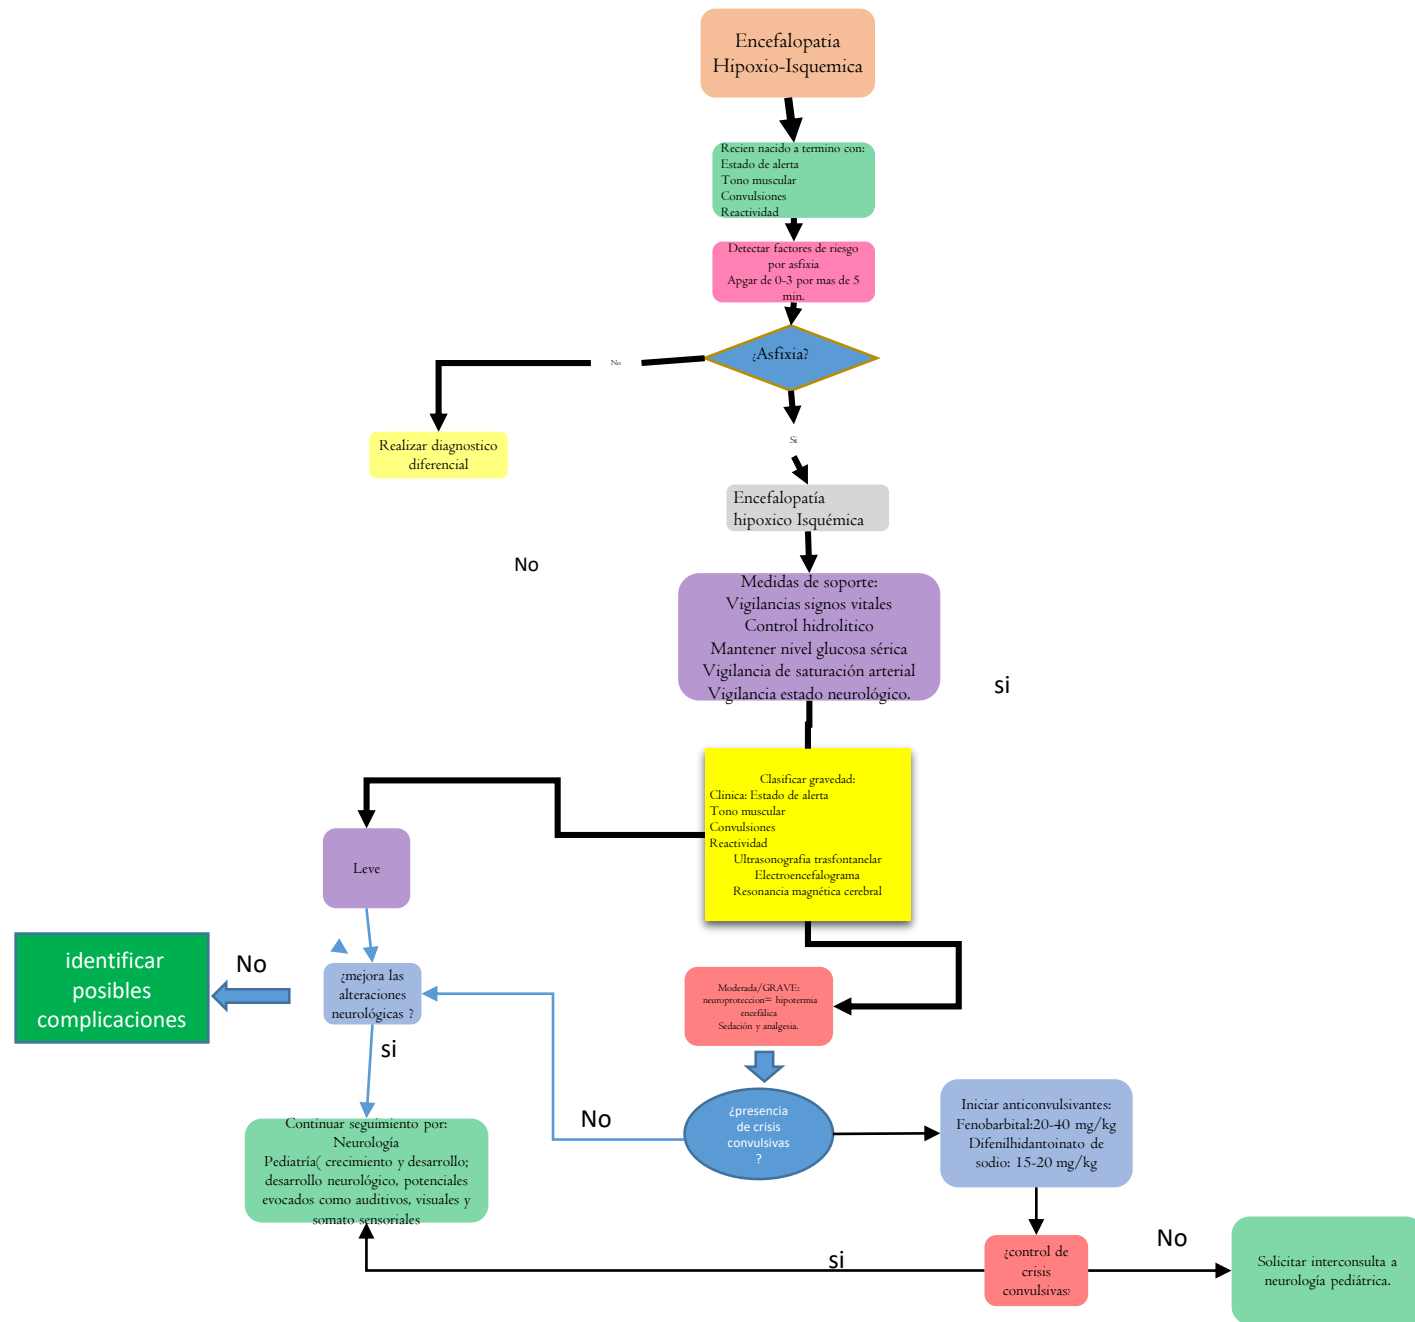 Encefalopatia
Hipoxio-Isquemica
Recien nacido a termino con:
Estado de alerta
Tono muscular
Convulsiones
Reactividad
Detectar factores de riesgo
por asfixia
Apgar de 0-3 por mas de 5
min.
¿Asfixia?
No
Si
Realizar diagnostico
diferencial
Encefalopatía
hipoxico Isquémica
No
Medidas de soporte:
Vigilancias signos vitales
Control hidrolitico
Mantener nivel glucosa sérica
Vigilancia de saturación arterial
Vigilancia estado neurológico.
si
Clasificar gravedad:
Clinica: Estado de alerta
Tono muscular
Convulsiones
Reactividad
Ultrasonografia trasfontanelar
Electroencefalograma
Resonancia magnética cerebral
Leve
identificar
posibles
complicaciones
No
¿mejora las
alteraciones
neurológicas ?
si
Moderada/GRAVE:
neuroproteccion= hipotermia
encefálica
Sedación y analgesia.
¿presencia
de crisis
convulsivas
?
No
Iniciar anticonvulsivantes:
Fenobarbital:20-40 mg/kg
Difenilhidantoinato de
sodio: 15-20 mg/kg
Continuar seguimiento por:
Neurología
Pediatría( crecimiento y desarrollo;
desarrollo neurológico, potenciales
evocados como auditivos, visuales y
somato sensoriales
si
¿control de
crisis
convulsivas?
No
Solicitar interconsulta a
neurología pediátrica.